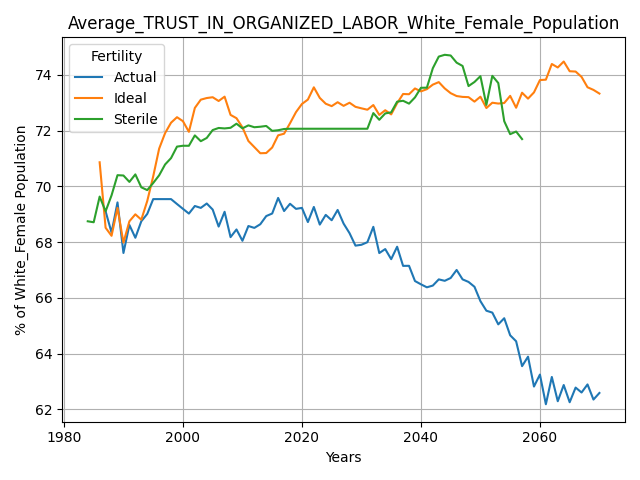 Average_TRUST_IN_ORGANIZED_LABOR_White_Female_Population
Fertility
Actual
Ideal
Sterile
74
72
70
68
66
64
62
% of White_Female Population
1980
2000
2020
2040
2060
Years